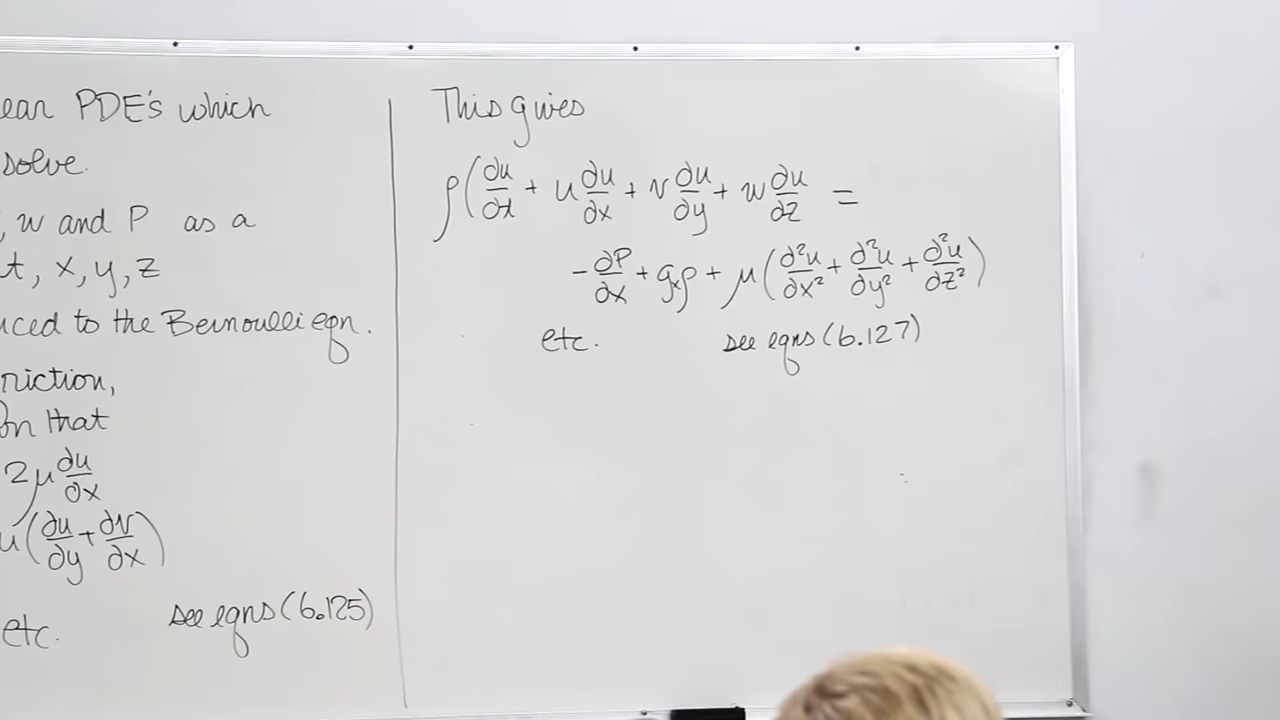 ear PDE's which
solve.
, w and P as a
t, x, y, z
uced to the Bernoulli eqn.
riction,
on that
2μ ∂u/∂x
μ(∂u/∂y + ∂v/∂x)
etc. see eqns (6.125)
This gives
ρ(∂u/∂t + u ∂u/∂x + v ∂u/∂y + w ∂u/∂z =
-∂P/∂x + gₓρ + μ(∂²u/∂x² + ∂²u/∂y² + ∂²u/∂z²)
etc. see eqns (6.127)